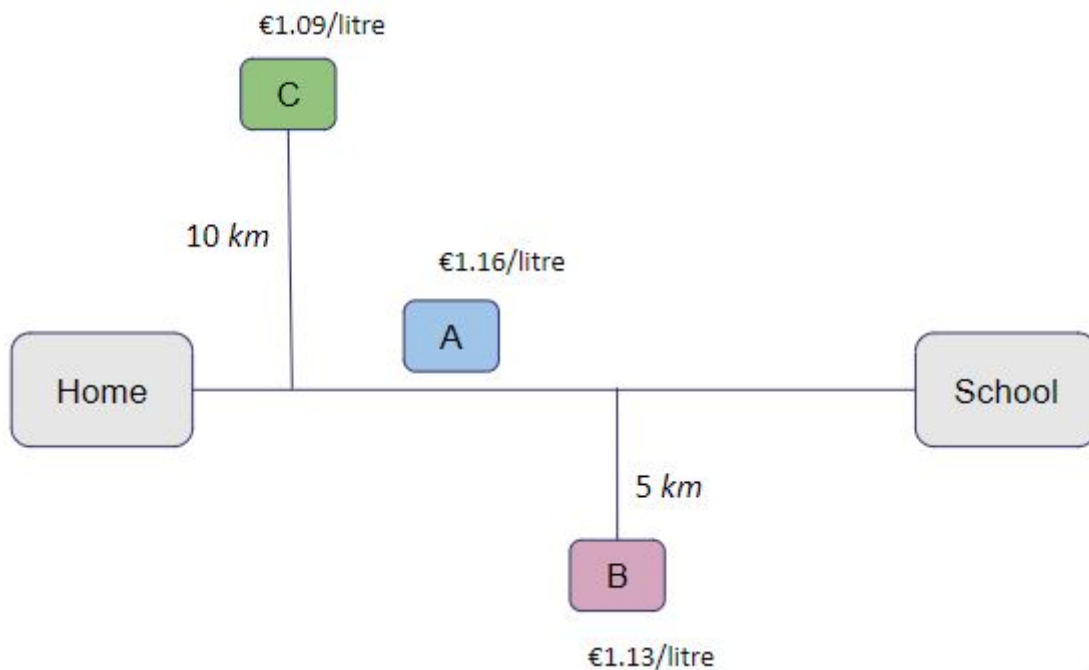 €1.09/litre
C
10 km
€1.16/litre
A
Home
School
5 km
B
€1.13/litre